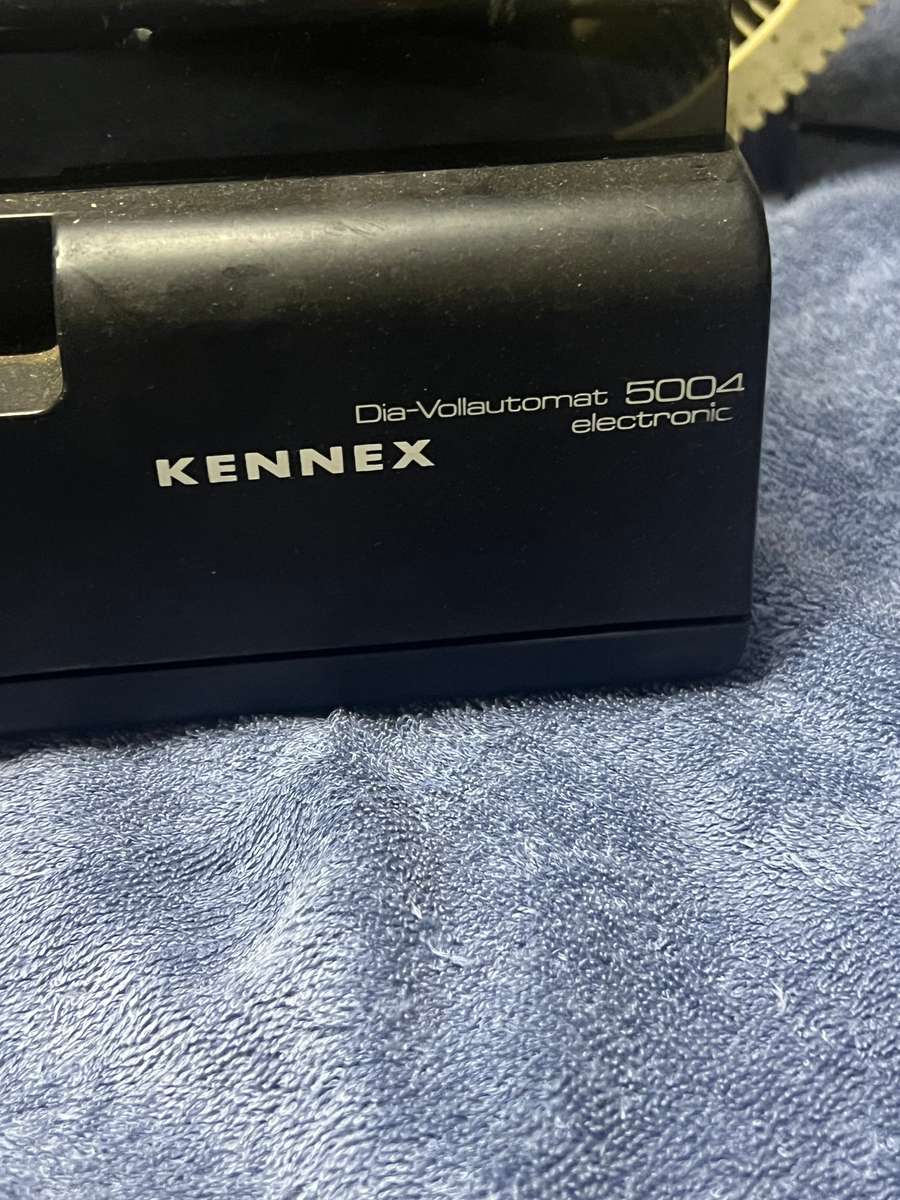 Dia-Vollautomat 5004
electronic
KENNEX